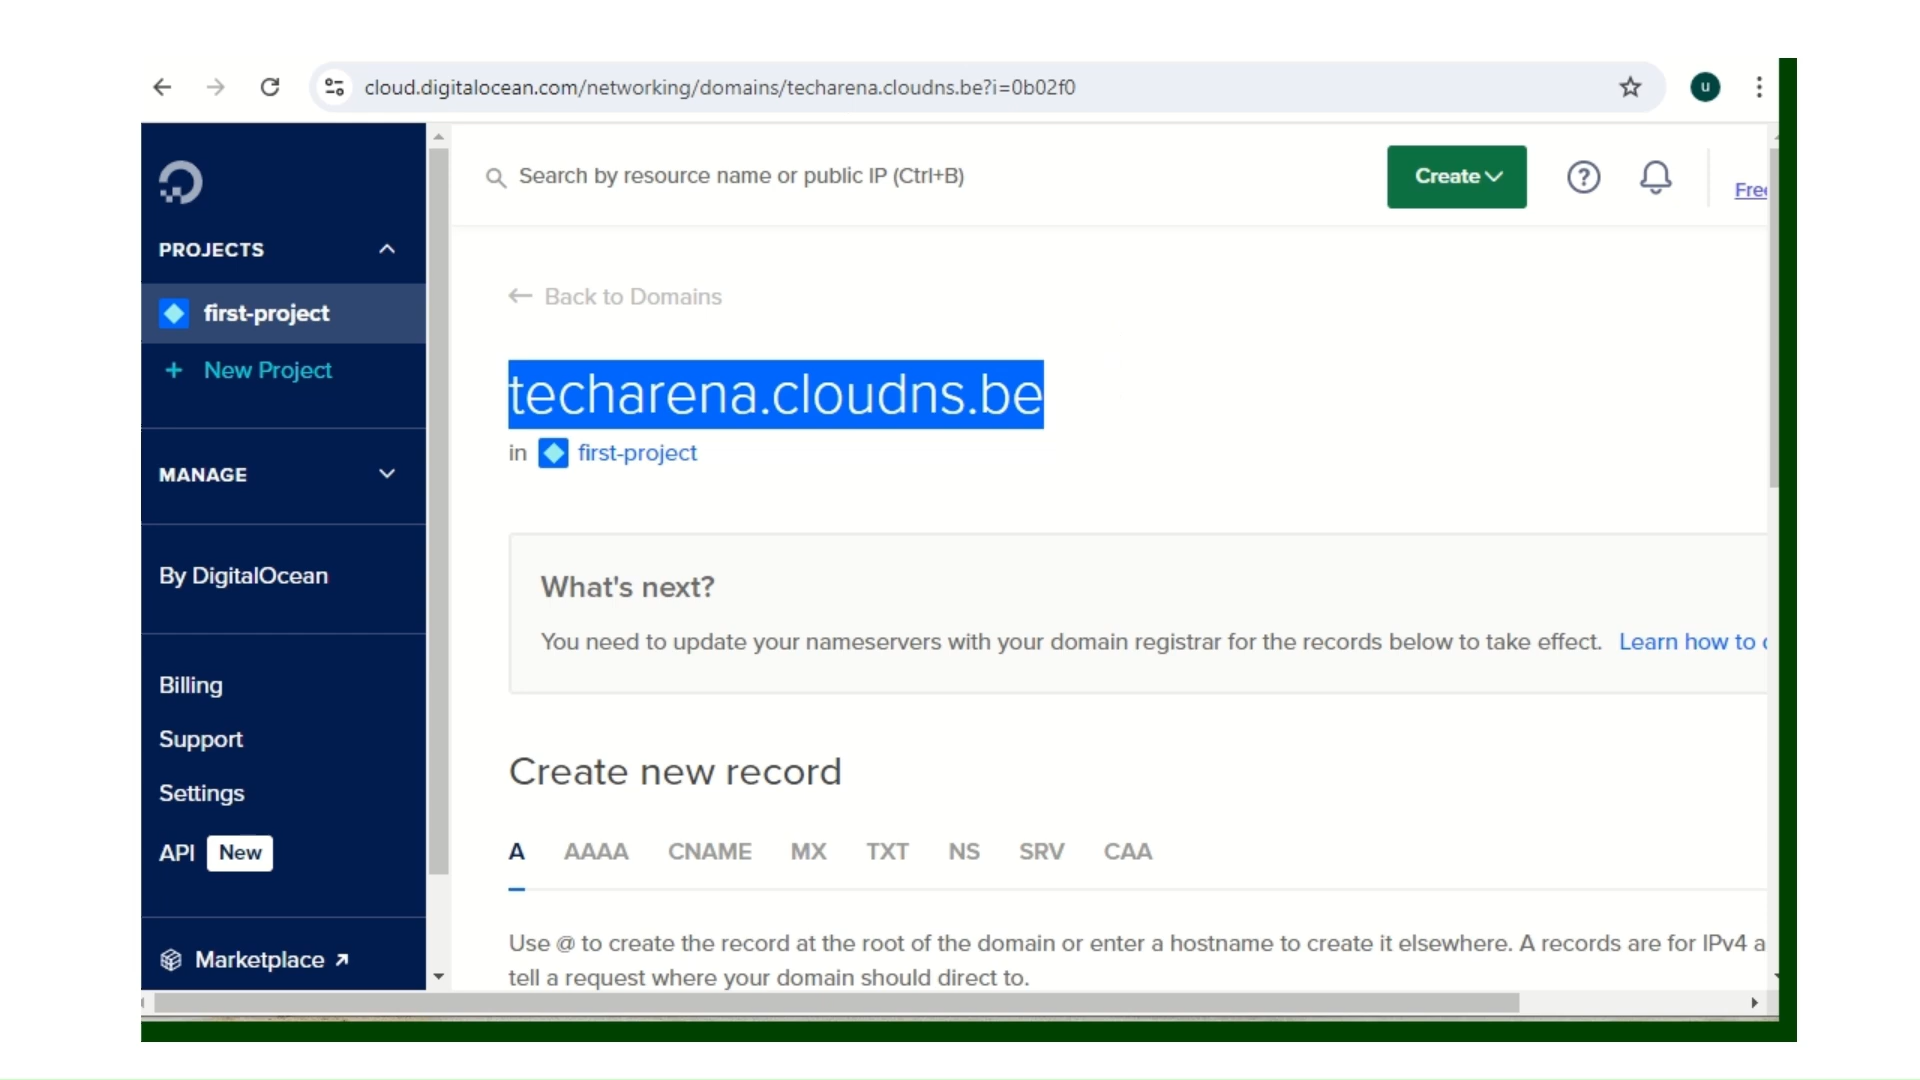 cloud.digitalocean.com/networking/domains/techarena.cloudns.be?i=0b02f0
u
Search by resource name or public IP (Ctrl+B)
Create
?
Free
PROJECTS
first-project
+ New Project
MANAGE
By DigitalOcean
Billing
Support
Settings
API New
Marketplace
← Back to Domains
techarena.cloudns.be
in first-project
What's next?
You need to update your nameservers with your domain registrar for the records below to take effect. Learn how to
Create new record
A AAAA CNAME MX TXT NS SRV CAA
Use @ to create the record at the root of the domain or enter a hostname to create it elsewhere. A records are for IPv4 a
tell a request where your domain should direct to.